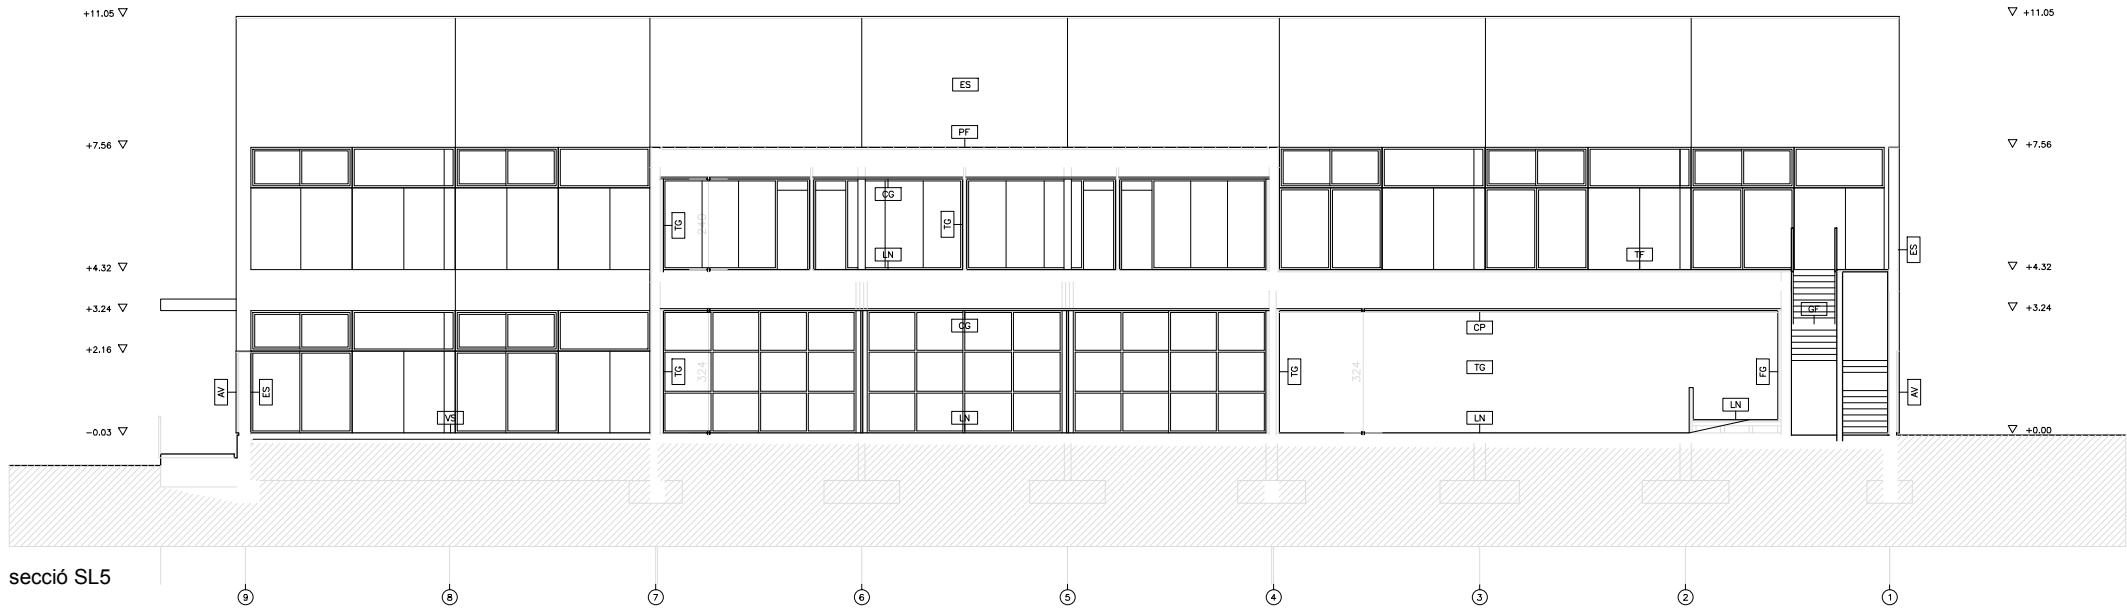 +11.05 +11.05
ES
PF
+7.56 +7.56
CG
TG 240 TG
LN TF ES
+4.32 +4.32
+3.24 GF +3.24
CG CP
+2.16
TG 324 TG 324 TG FG
AV ES AV
VS LN LN LN
-0.03 +0.00
secció SL5
9 8 7 6 5 4 3 2 1